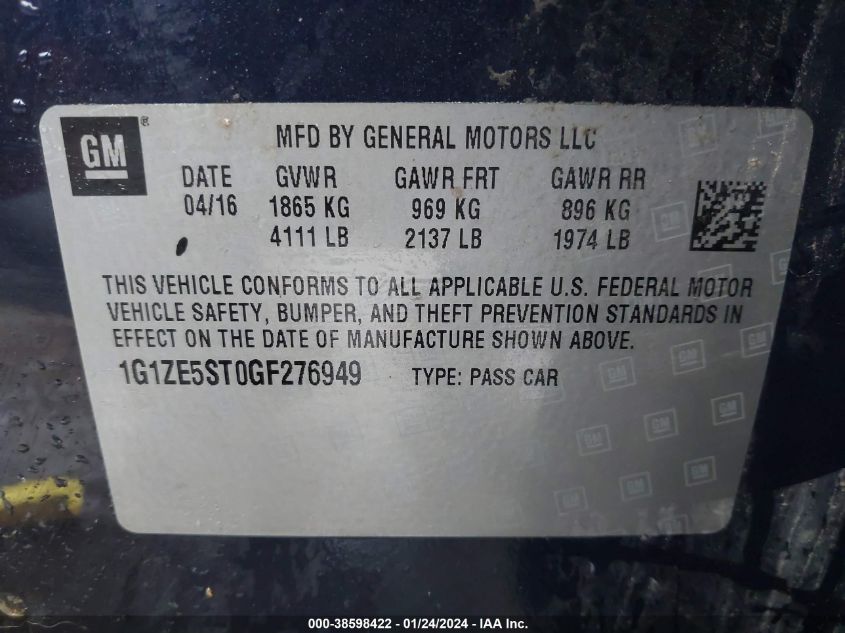 GM®
MFD BY GENERAL MOTORS LLC
DATE GVWR GAWR FRT GAWR RR
04/16 1865 KG 969 KG 896 KG
4111 LB 2137 LB 1974 LB
THIS VEHICLE CONFORMS TO ALL APPLICABLE U.S. FEDERAL MOTOR
VEHICLE SAFETY, BUMPER, AND THEFT PREVENTION STANDARDS IN
EFFECT ON THE DATE OF MANUFACTURE SHOWN ABOVE.
1G1ZE5ST0GF276949 TYPE: PASS CAR
000-38598422 - 01/24/2024 - IAA Inc.